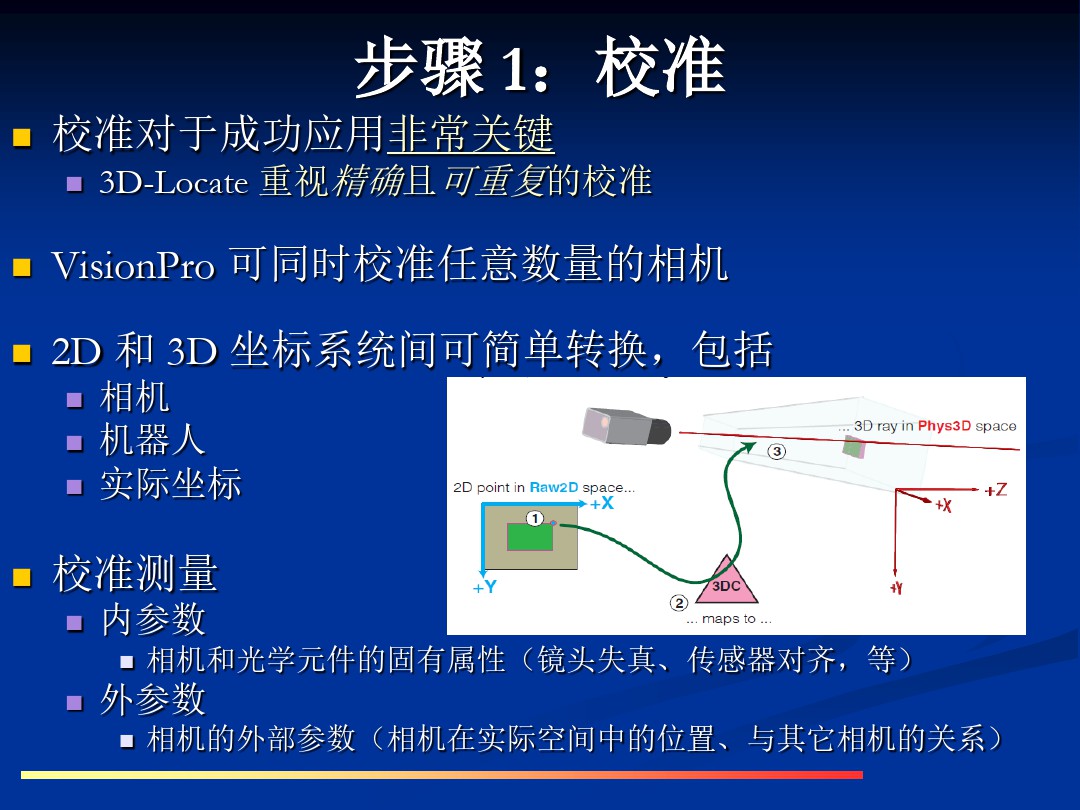 步骤 1：校准
校准对于成功应用非常关键
3D-Locate 重视精确且可重复的校准
VisionPro 可同时校准任意数量的相机
2D 和 3D 坐标系统间可简单转换，包括
相机
机器人
实际坐标
... 3D ray in Phys3D space
③
2D point in Raw2D space...
+X
①
+Y
+Z
+X
+Y
3DC
②
... maps to ...
校准测量
内参数
相机和光学元件的固有属性（镜头失真、传感器对齐，等）
外参数
相机的外部参数（相机在实际空间中的位置、与其它相机的关系）